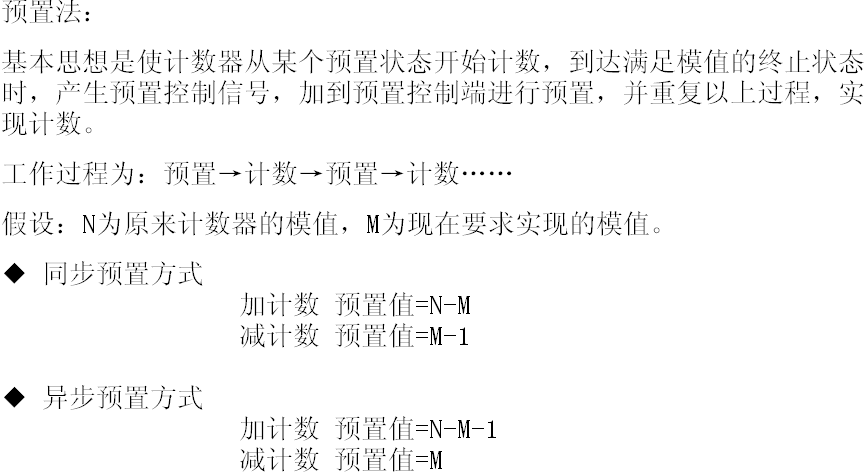 预置法：
基本思想是使计数器从某个预置状态开始计数，到达满足模值的终止状态
时，产生预置控制信号，加到预置控制端进行预置，并重复以上过程，实
现计数。
工作过程为：预置→计数→预置→计数……
假设：N为原来计数器的模值，M为现在要求实现的模值。
◆ 同步预置方式
加计数 预置值=N-M
减计数 预置值=M-1
◆ 异步预置方式
加计数 预置值=N-M-1
减计数 预置值=M